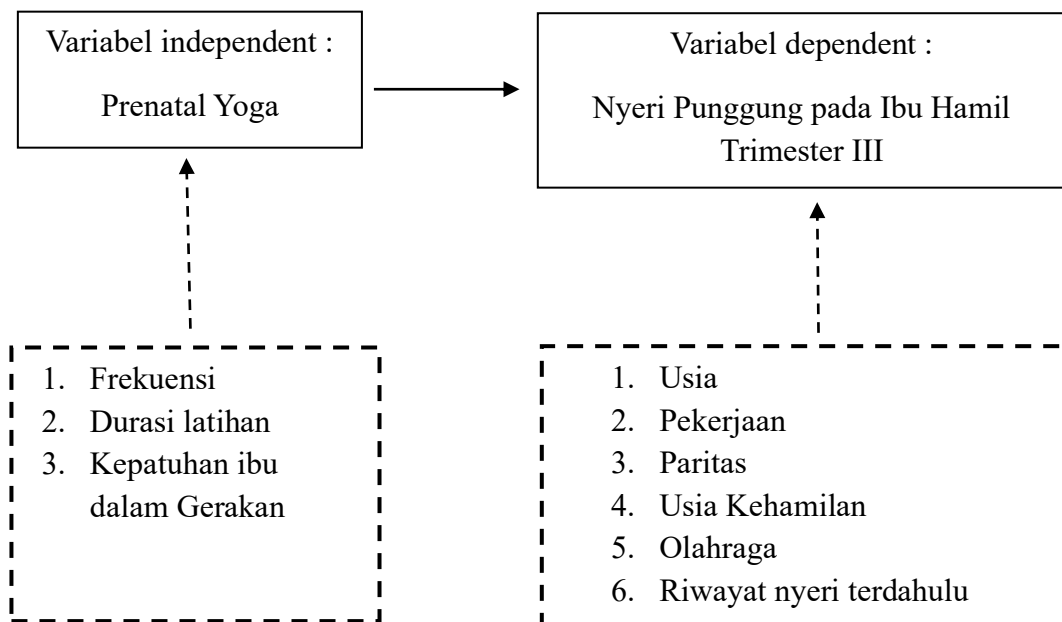 Variabel independent :
Prenatal Yoga
Variabel dependent :
Nyeri Punggung pada Ibu Hamil
Trimester III
1. Frekuensi
2. Durasi latihan
3. Kepatuhan ibu
dalam Gerakan
1. Usia
2. Pekerjaan
3. Paritas
4. Usia Kehamilan
5. Olahraga
6. Riwayat nyeri terdahulu